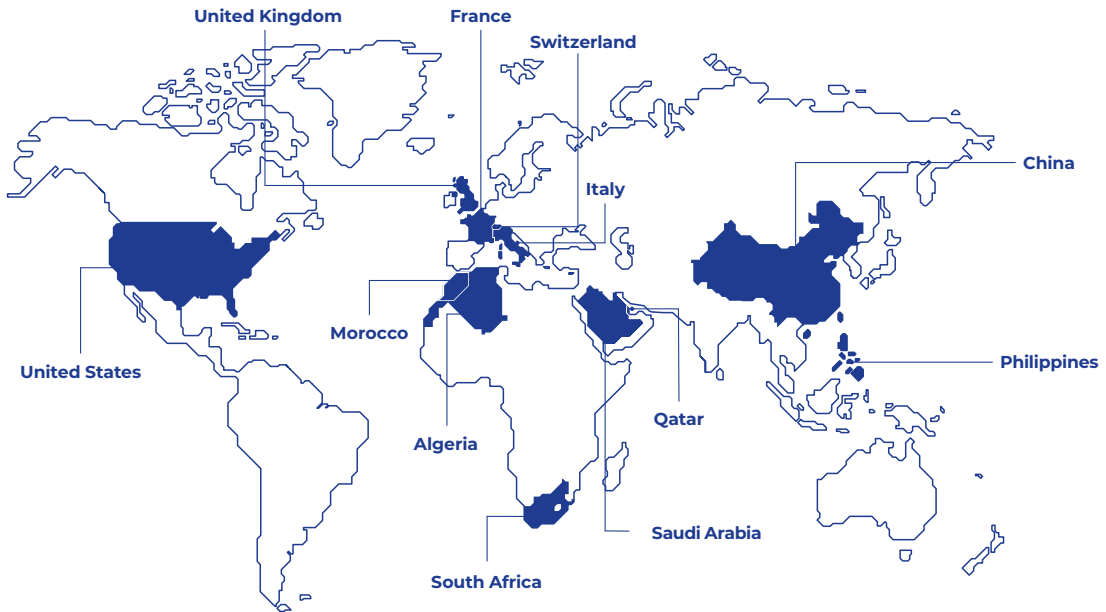 United Kingdom
France
Switzerland
China
Italy
Morocco
United States
Philippines
Qatar
Algeria
Saudi Arabia
South Africa